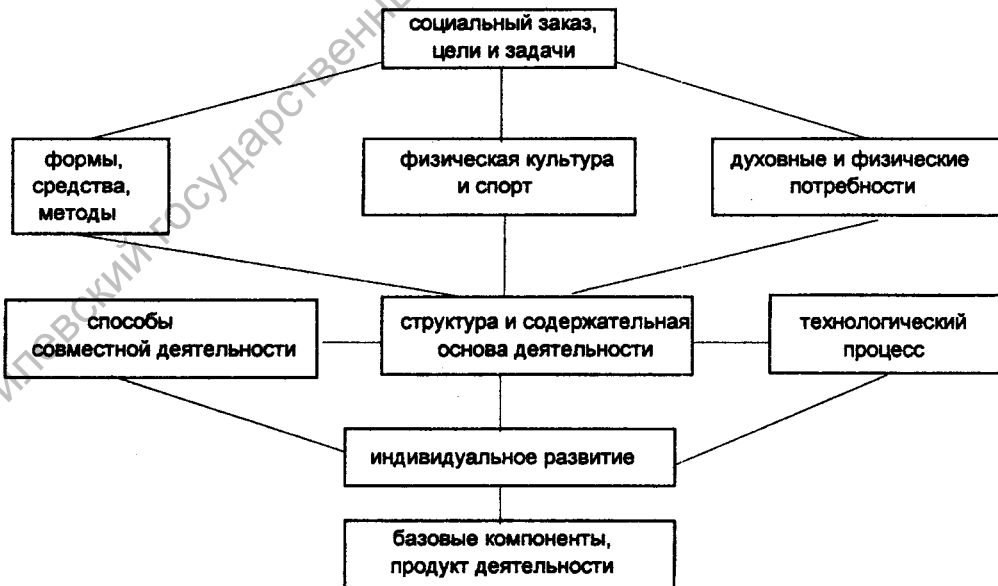 социальный заказ,
цели и задачи
формы,
средства,
методы
физическая культура
и спорт
духовные и физические
потребности
способы
совместной деятельности
структура и содержательная
основа деятельности
технологический
процесс
индивидуальное развитие
базовые компоненты,
продукт деятельности
государственны